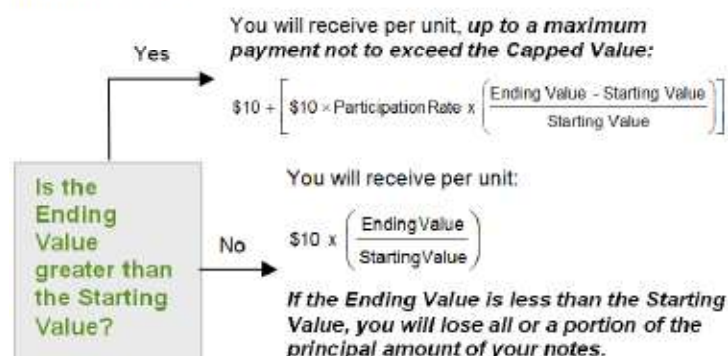 You will receive per unit, up to a maximum
payment not to exceed the Capped Value:
Yes
$10 + [ $10 × Participation Rate x ( Ending Value - Starting Value / Starting Value ) ]
Is the
Ending
Value
greater than
the Starting
Value?
No
You will receive per unit:
$10 x ( Ending Value / Starting Value )
If the Ending Value is less than the Starting
Value, you will lose all or a portion of the
principal amount of your notes.